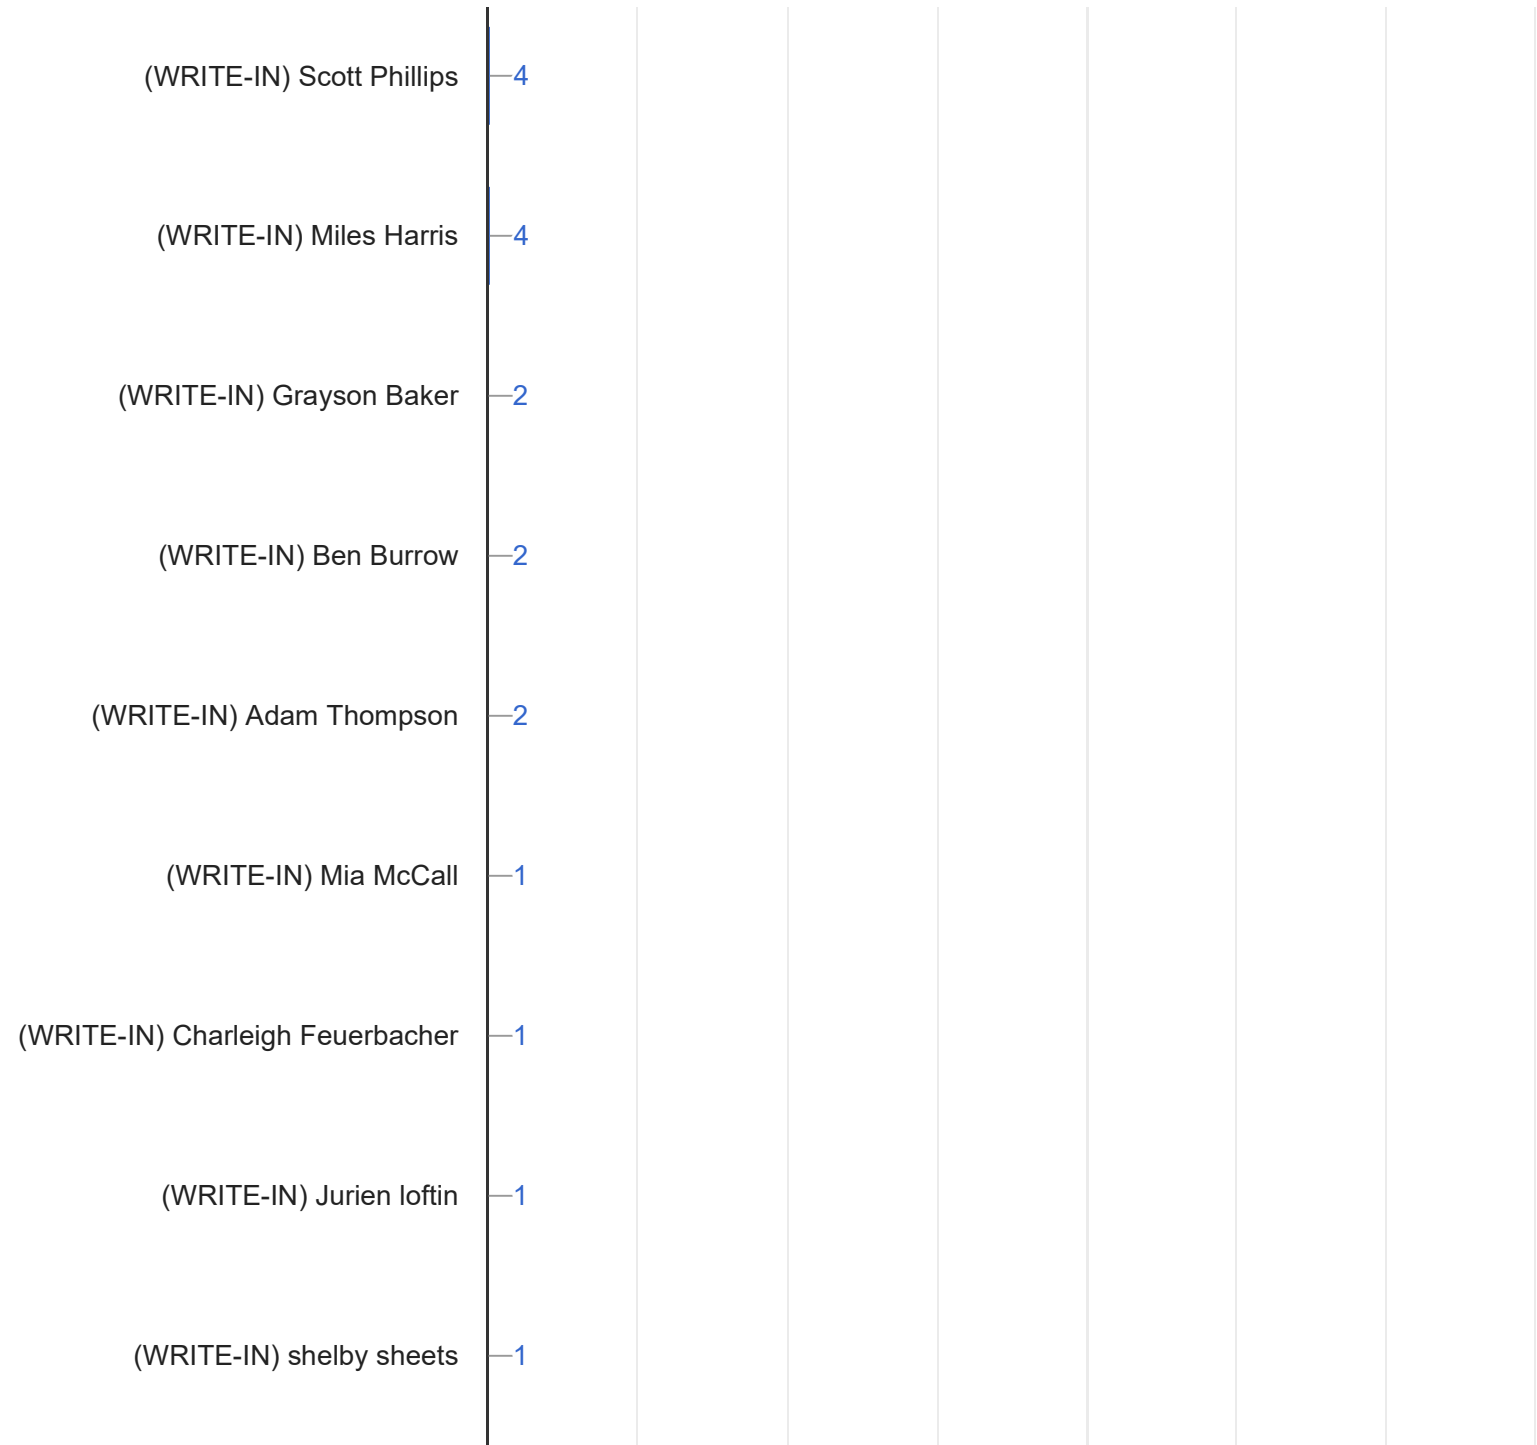 (WRITE-IN) Scott Phillips 4
(WRITE-IN) Miles Harris 4
(WRITE-IN) Grayson Baker 2
(WRITE-IN) Ben Burrow 2
(WRITE-IN) Adam Thompson 2
(WRITE-IN) Mia McCall 1
(WRITE-IN) Charleigh Feuerbacher 1
(WRITE-IN) Jurien loftin 1
(WRITE-IN) shelby sheets 1